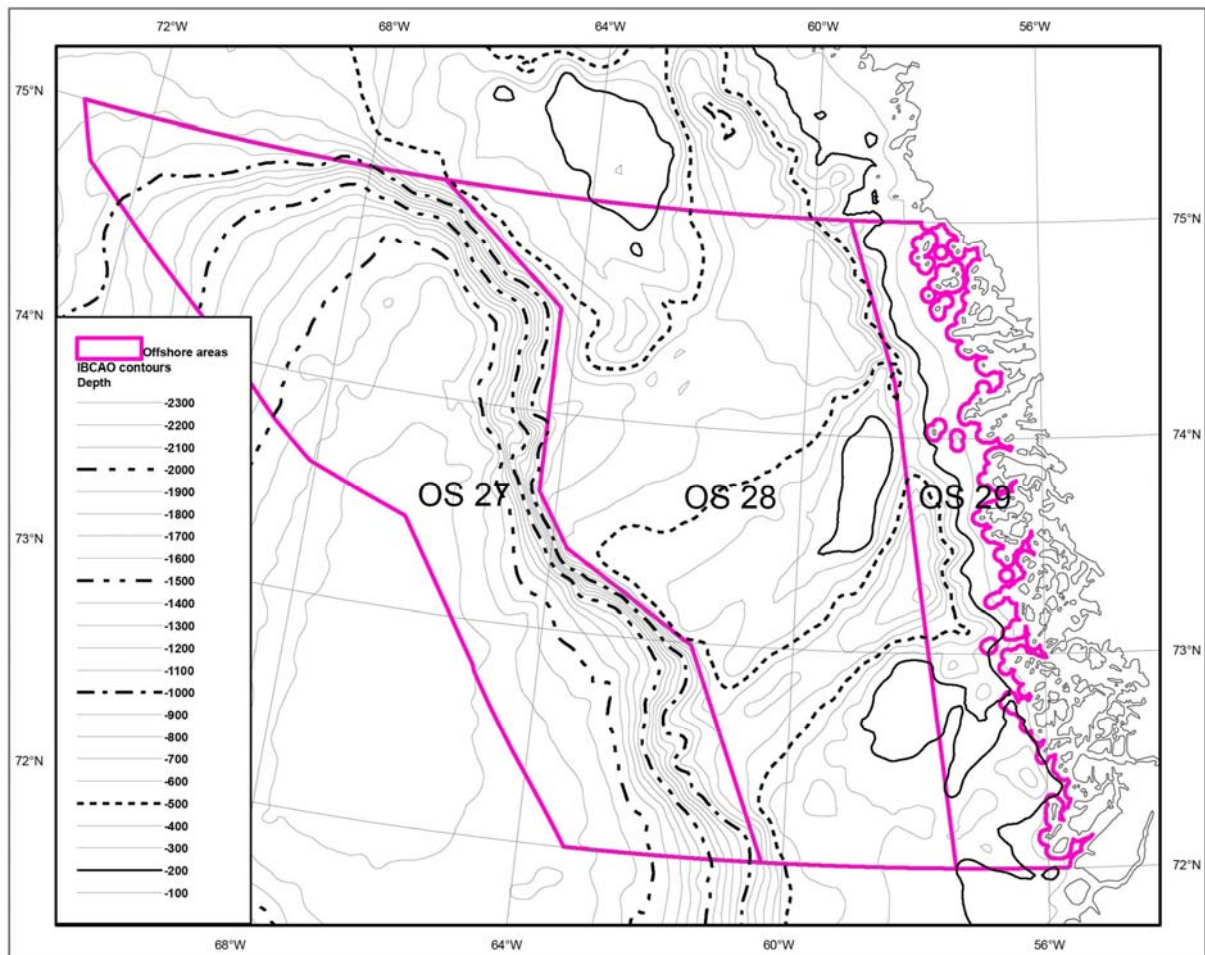 72°W 68°W 64°W 60°W 56°W
75°N
75°N
74°N
74°N
73°N
73°N
72°N
72°N
OS 27
OS 28
OS 29
Offshore areas
IBCAO contours
Depth
-2300
-2200
-2100
-2000
-1900
-1800
-1700
-1600
-1500
-1400
-1300
-1200
-1100
-1000
-900
-800
-700
-600
-500
-400
-300
-200
-100
68°W 64°W 60°W 56°W